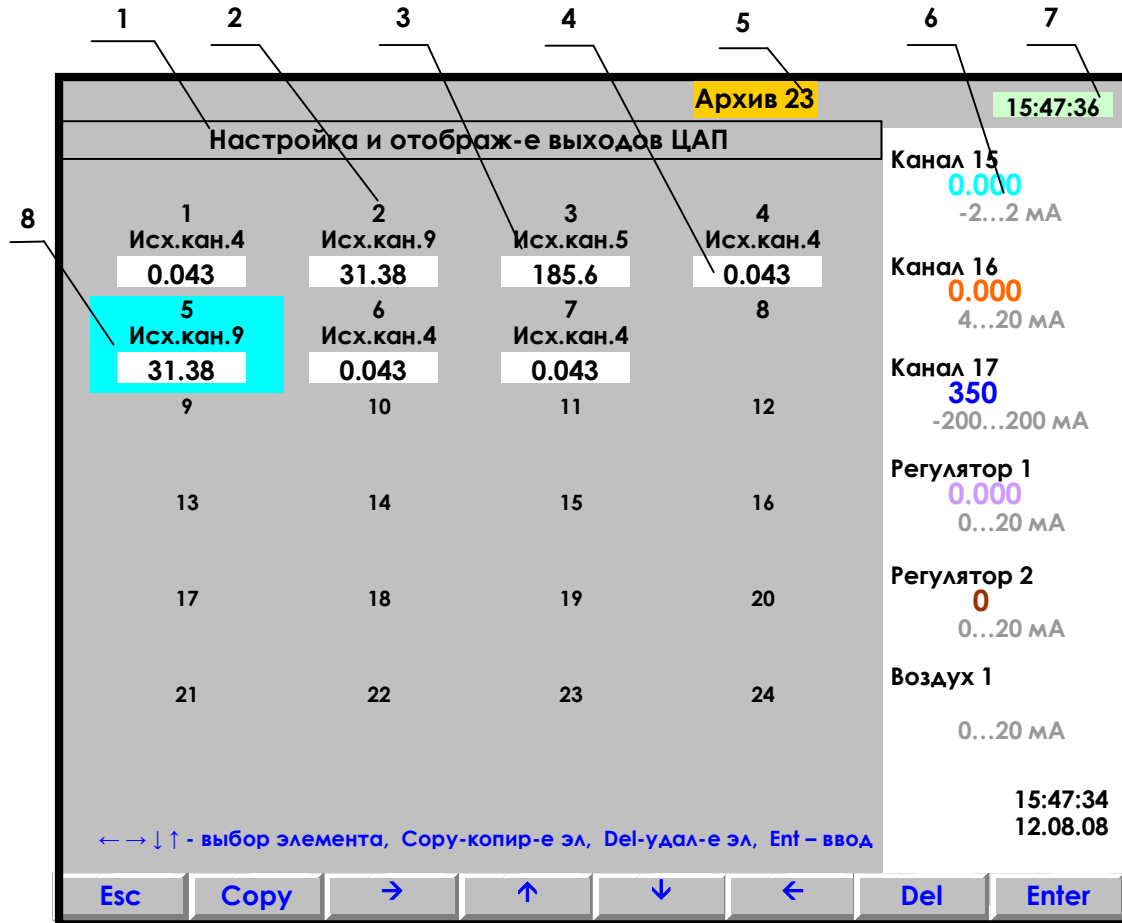 1 2 3 4 5 6 7
Архив 23
15:47:36
Настройка и отображ-е выходов ЦАП
8
1 2 3 4
Исх.кан.4 Исх.кан.9 Исх.кан.5 Исх.кан.4
0.043 31.38 185.6 0.043
5 6 7 8
Исх.кан.9 Исх.кан.4 Исх.кан.4
31.38 0.043 0.043
9 10 11 12
13 14 15 16
17 18 19 20
21 22 23 24
Канал 15
0.000
-2...2 мА
Канал 16
0.000
4...20 мА
Канал 17
350
-200...200 мА
Регулятор 1
0.000
0...20 мА
Регулятор 2
0
0...20 мА
Воздух 1
0...20 мА
15:47:34
12.08.08
← → ↓ ↑ - выбор элемента, Copy-копир-е эл, Del-удал-е эл, Ent – ввод
Esc Copy → ↑ ↓ ← Del Enter